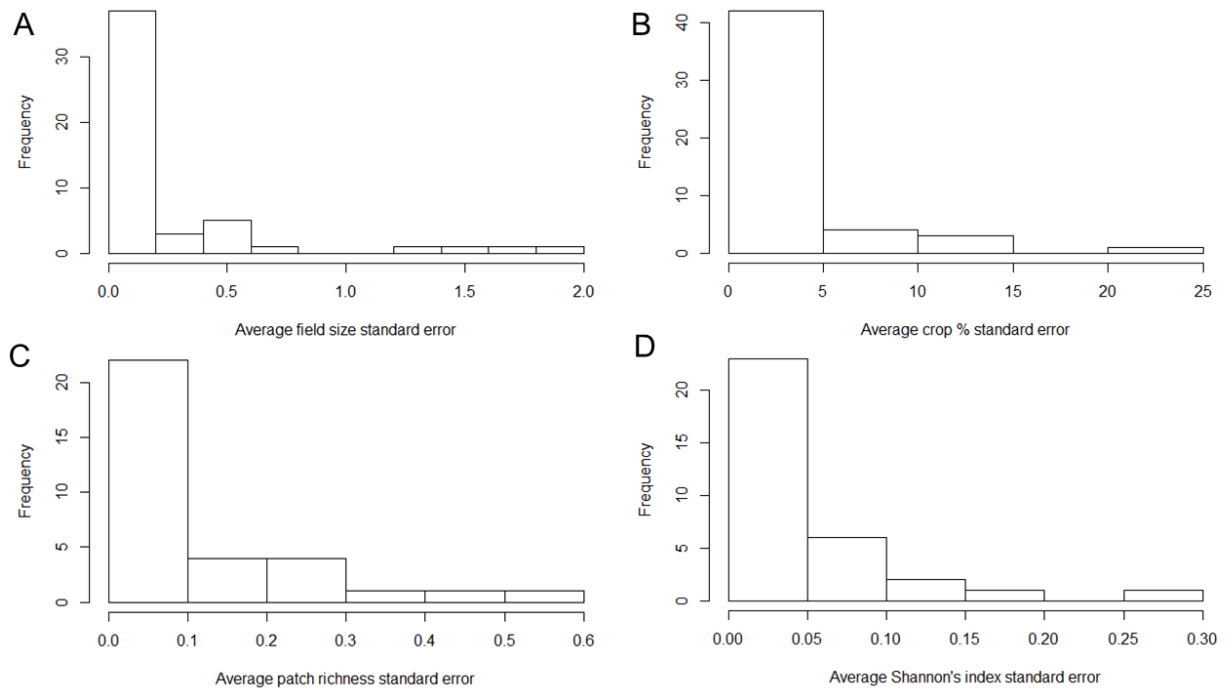 A
Frequency
0 10 20 30
0.0 0.5 1.0 1.5 2.0
Average field size standard error
B
Frequency
0 10 20 30 40
0 5 10 15 20 25
Average crop % standard error
C
Frequency
0 5 10 15 20
0.0 0.1 0.2 0.3 0.4 0.5 0.6
Average patch richness standard error
D
Frequency
0 5 10 15 20
0.00 0.05 0.10 0.15 0.20 0.25 0.30
Average Shannon's index standard error